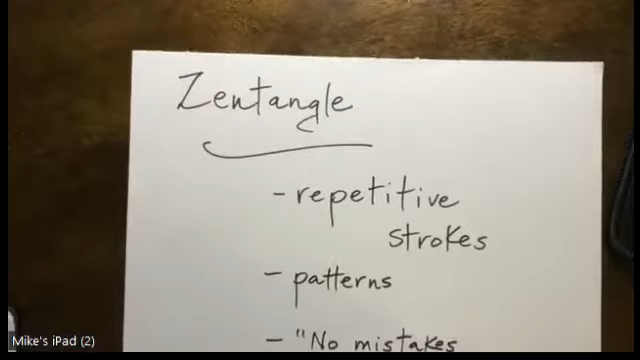 Zentangle
- repetitive
strokes
- patterns
- "No mistakes
Mike's iPad (2)